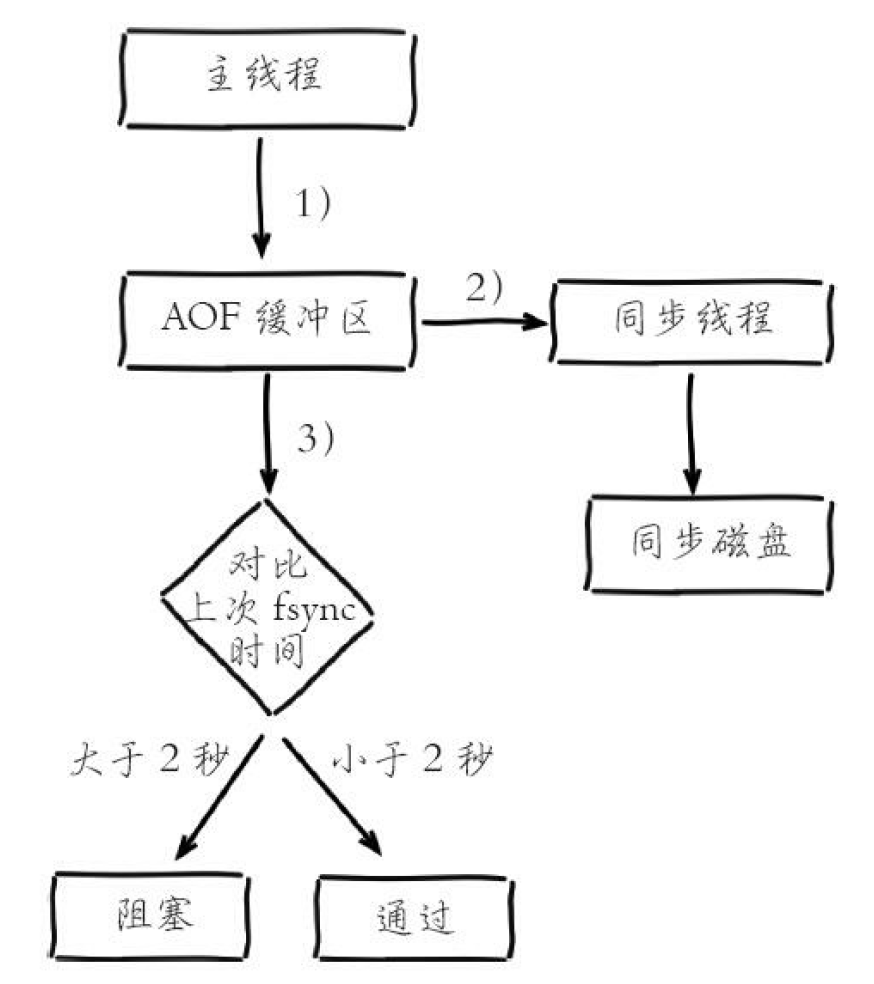 主线程
1)
AOF 缓冲区
2)
同步线程
3)
同步磁盘
对比
上次 fsync
时间
大于 2 秒
小于 2 秒
阻塞
通过